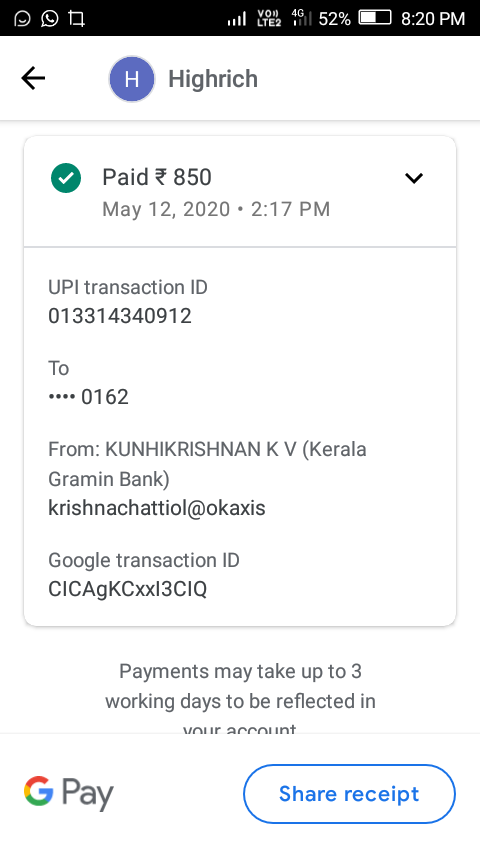 VO)) LTE2 4G 52% 8:20 PM
H Highrich
Paid ₹ 850
May 12, 2020 • 2:17 PM
UPI transaction ID
013314340912
To
•••• 0162
From: KUNHIKRISHNAN K V (Kerala
Gramin Bank)
krishnachattiol@okaxis
Google transaction ID
CICAgKCxxI3CIQ
Payments may take up to 3
working days to be reflected in
your account
G Pay
Share receipt